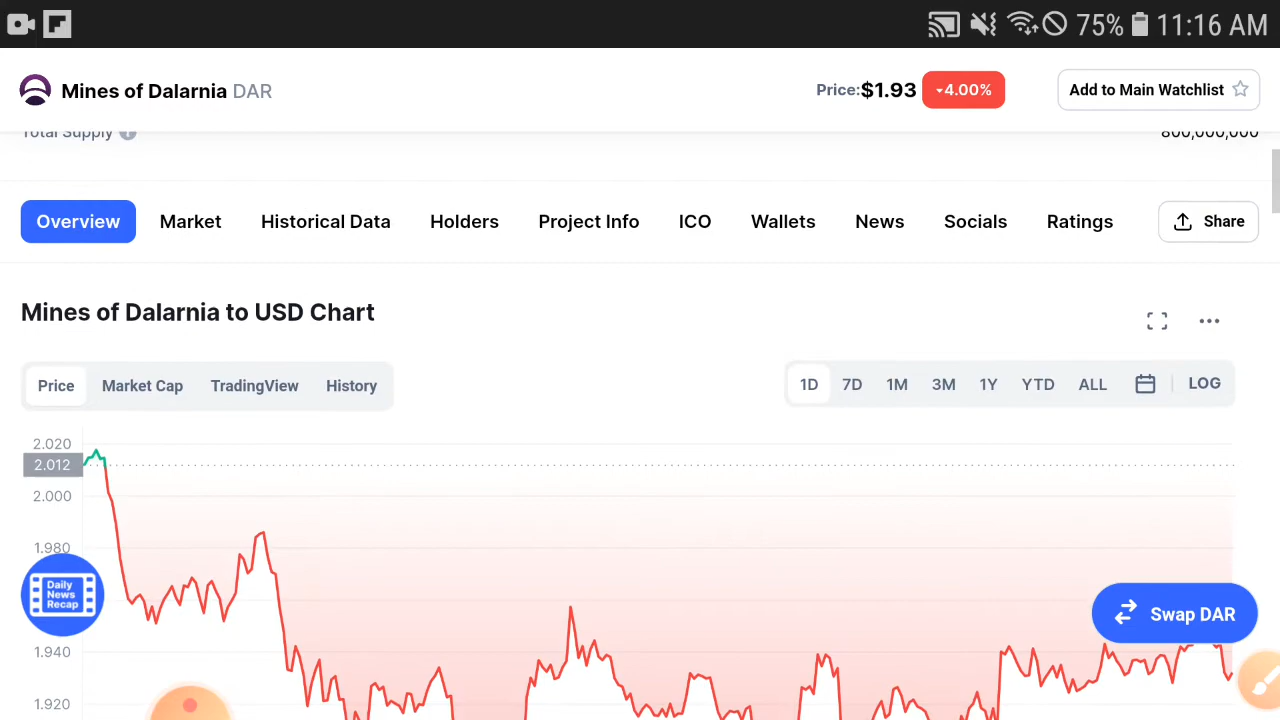 75% 11:16 AM
Mines of Dalarnia DAR Price: $1.93 4.00% Add to Main Watchlist
Total Supply 800,000,000
Overview Market Historical Data Holders Project Info ICO Wallets News Socials Ratings Share
Mines of Dalarnia to USD Chart
Price Market Cap TradingView History 1D 7D 1M 3M 1Y YTD ALL LOG
2.020
2.012
2.000
1.980
Daily
News
Recap
Swap DAR
1.940
1.920